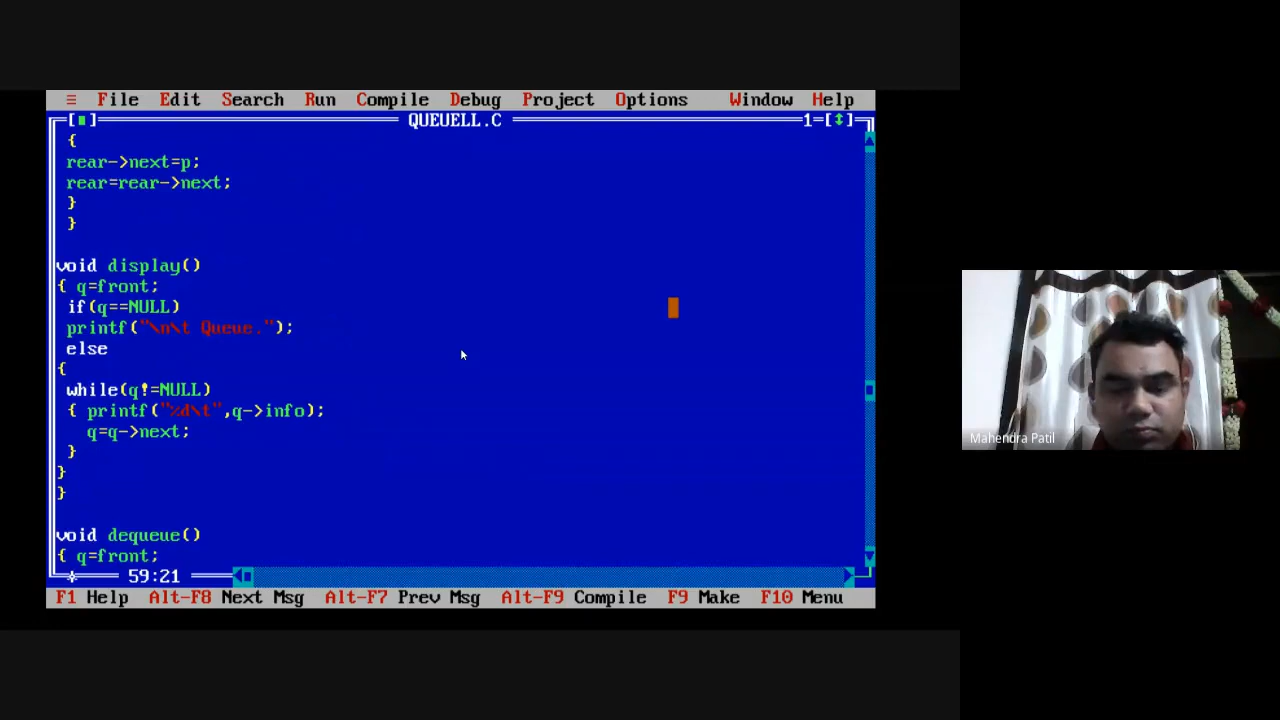 ≡ File Edit Search Run Compile Debug Project Options Window Help
[■] QUEUELL.C 1=[↕]
{
rear->next=p;
rear=rear->next;
}
}
void display()
{ q=front;
if(q==NULL)
printf("\n\t Queue.");
else
{
while(q!=NULL)
{ printf("%d\t",q->info);
q=q->next;
}
}
}
void dequeue()
{ q=front;
59:21
F1 Help Alt-F8 Next Msg Alt-F7 Prev Msg Alt-F9 Compile F9 Make F10 Menu
Mahendra Patil